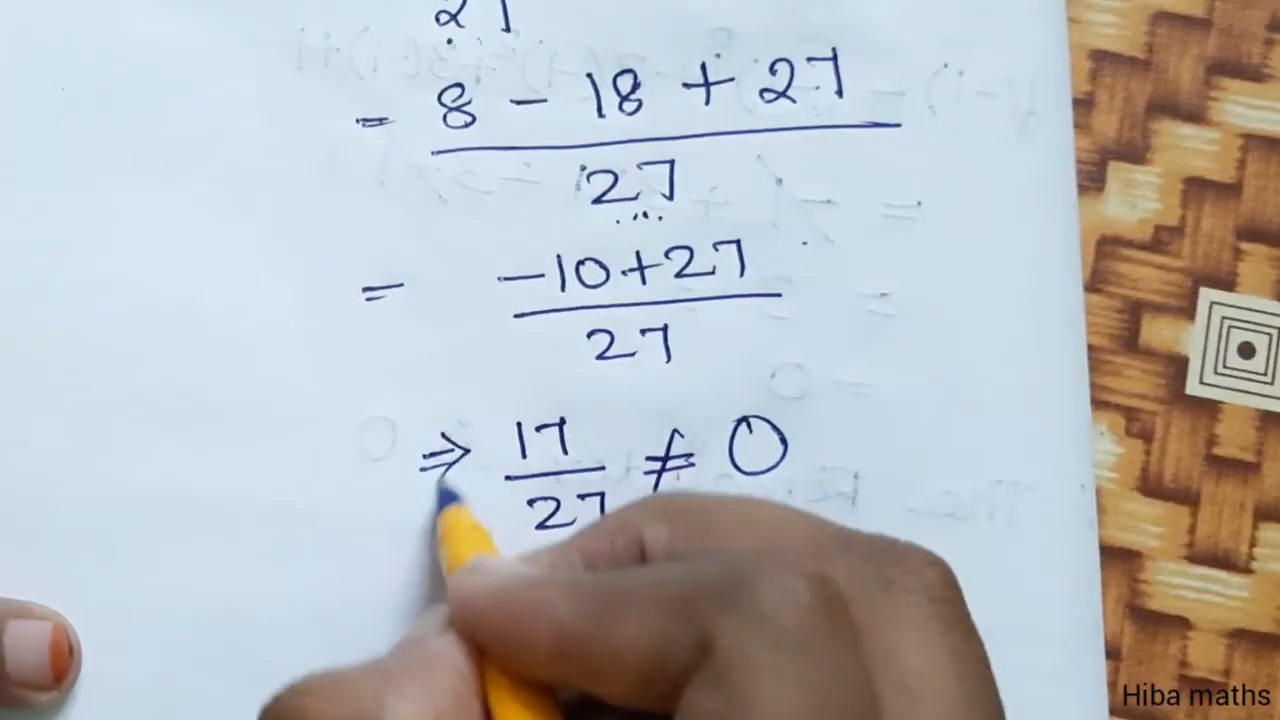 27
= 8 - 18 + 27
27
= -10+27
27
⇒ 17 ≠ 0
27
Hiba maths